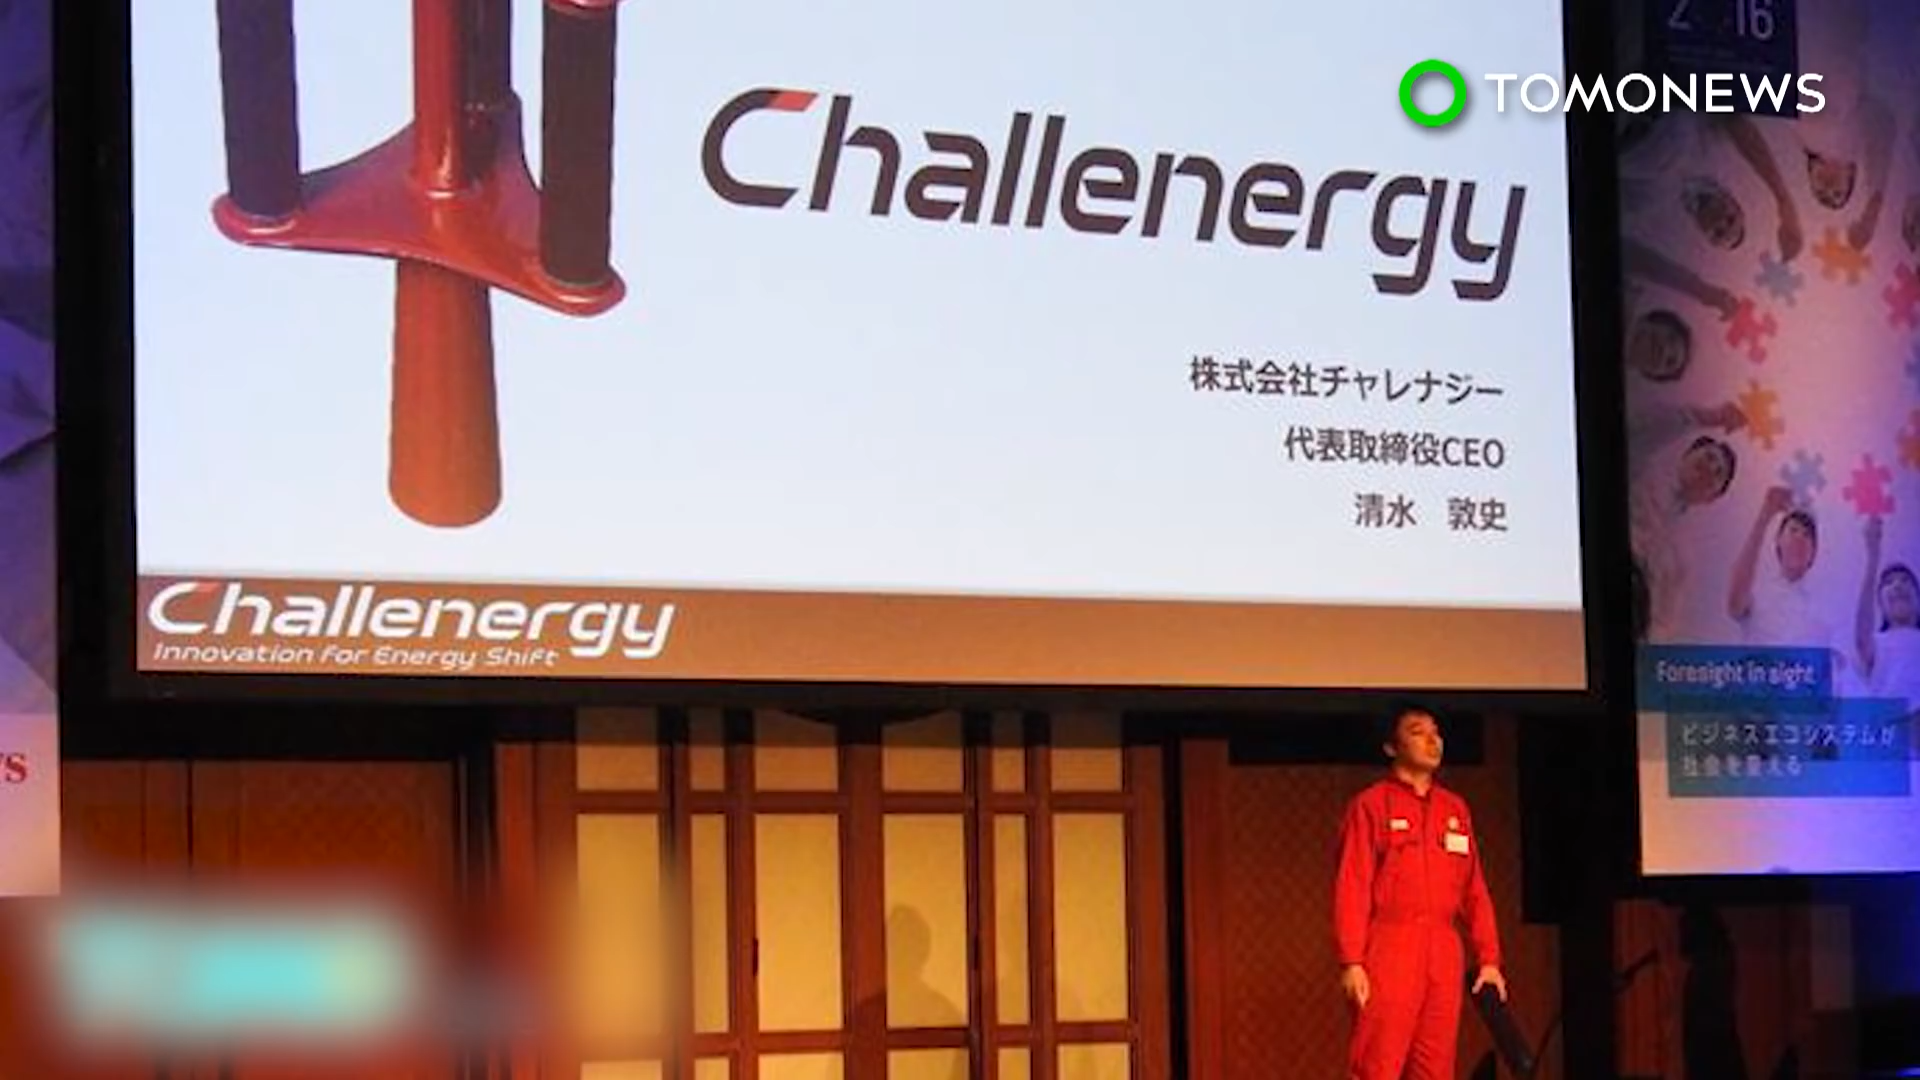 TOMONEWS
Challenergy
株式会社チャレナジー
代表取締役CEO
清水 敦史
Challenergy
Innovation for Energy Shift
Foresight in sight
ビジネスエコシステムが
社会を変える